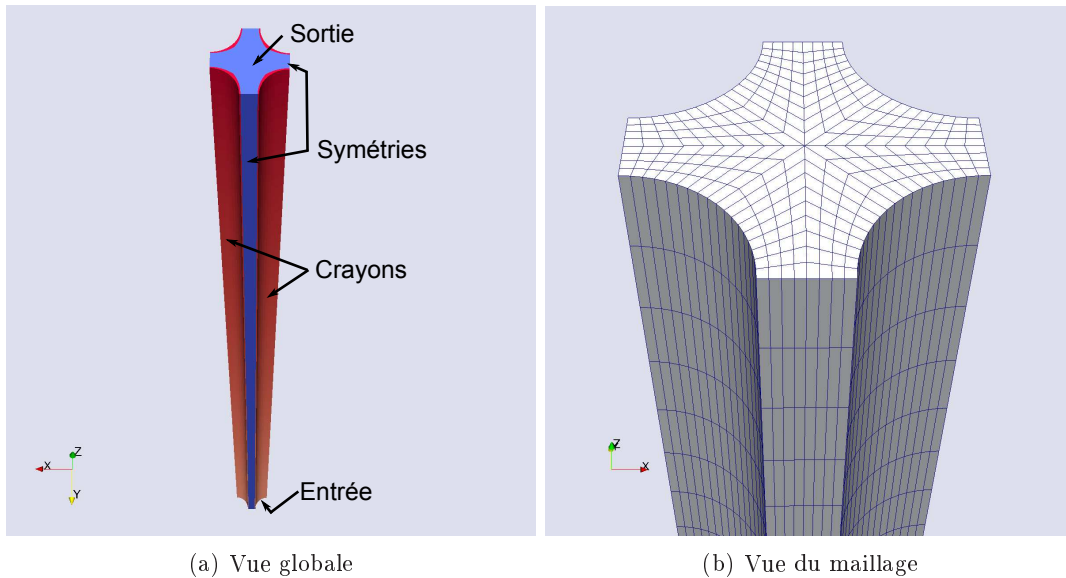 Sortie
Symétries
Crayons
Entrée
Z
X
Y
Z
Y
X
(a) Vue globale
(b) Vue du maillage